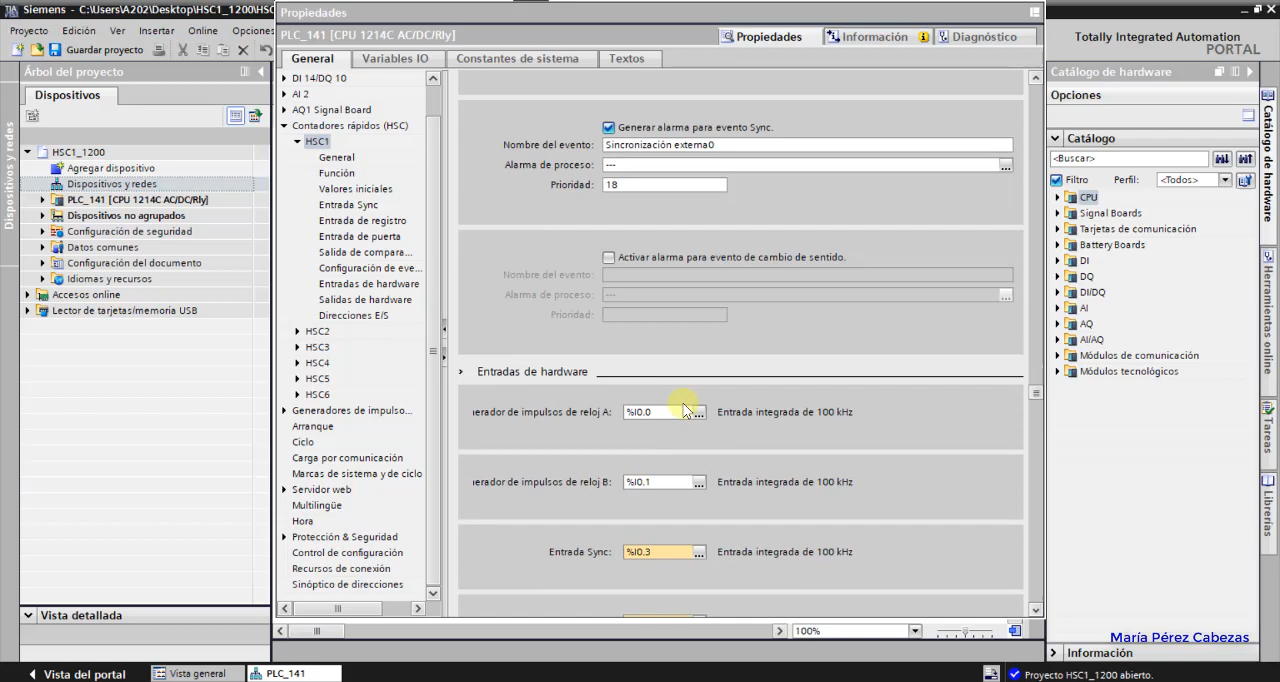 Siemens - C:\Users\A202\Desktop\HSC1_1200\HSC
Proyecto Edición Ver Insertar Online Opciones
Guardar proyecto
Árbol del proyecto
Dispositivos
Dispositivos y redes
HSC1_1200
Agregar dispositivo
Dispositivos y redes
PLC_141 [CPU 1214C AC/DC/Rly]
Dispositivos no agrupados
Configuración de seguridad
Datos comunes
Configuración del documento
Idiomas y recursos
Accesos online
Lector de tarjetas/memoria USB
Vista detallada
Propiedades
PLC_141 [CPU 1214C AC/DC/Rly]
Propiedades Información Diagnóstico
General Variables IO Constantes de sistema Textos
DI 14/DQ 10
AI 2
AQ1 Signal Board
Contadores rápidos (HSC)
HSC1
General
Función
Valores iniciales
Entrada Sync
Entrada de registro
Entrada de puerta
Salida de compara...
Configuración de eve...
Entradas de hardware
Salidas de hardware
Direcciones E/S
HSC2
HSC3
HSC4
HSC5
HSC6
Generadores de impulso...
Arranque
Ciclo
Carga por comunicación
Marcas de sistema y de ciclo
Servidor web
Multilingüe
Hora
Protección & Seguridad
Control de configuración
Recursos de conexión
Sinóptico de direcciones
Generar alarma para evento Sync.
Nombre del evento: Sincronización externa0
Alarma de proceso: --- ...
Prioridad: 18
Activar alarma para evento de cambio de sentido.
Nombre del evento:
Alarma de proceso: --- ...
Prioridad:
Entradas de hardware
nerador de impulsos de reloj A: %I0.0 ... Entrada integrada de 100 kHz
nerador de impulsos de reloj B: %I0.1 ... Entrada integrada de 100 kHz
Entrada Sync: %I0.3 ... Entrada integrada de 100 kHz
100%
Totally Integrated Automation
PORTAL
Catálogo de hardware
Opciones
Catálogo
<Buscar>
Filtro Perfil: <Todos>
CPU
Signal Boards
Tarjetas de comunicación
Battery Boards
DI
DQ
DI/DQ
AI
AQ
AI/AQ
Módulos de comunicación
Módulos tecnológicos
Catálogo de hardware
Herramientas online
Tareas
Librerías
María Pérez Cabezas
Información
Vista del portal Vista general PLC_141 Proyecto HSC1_1200 abierto.